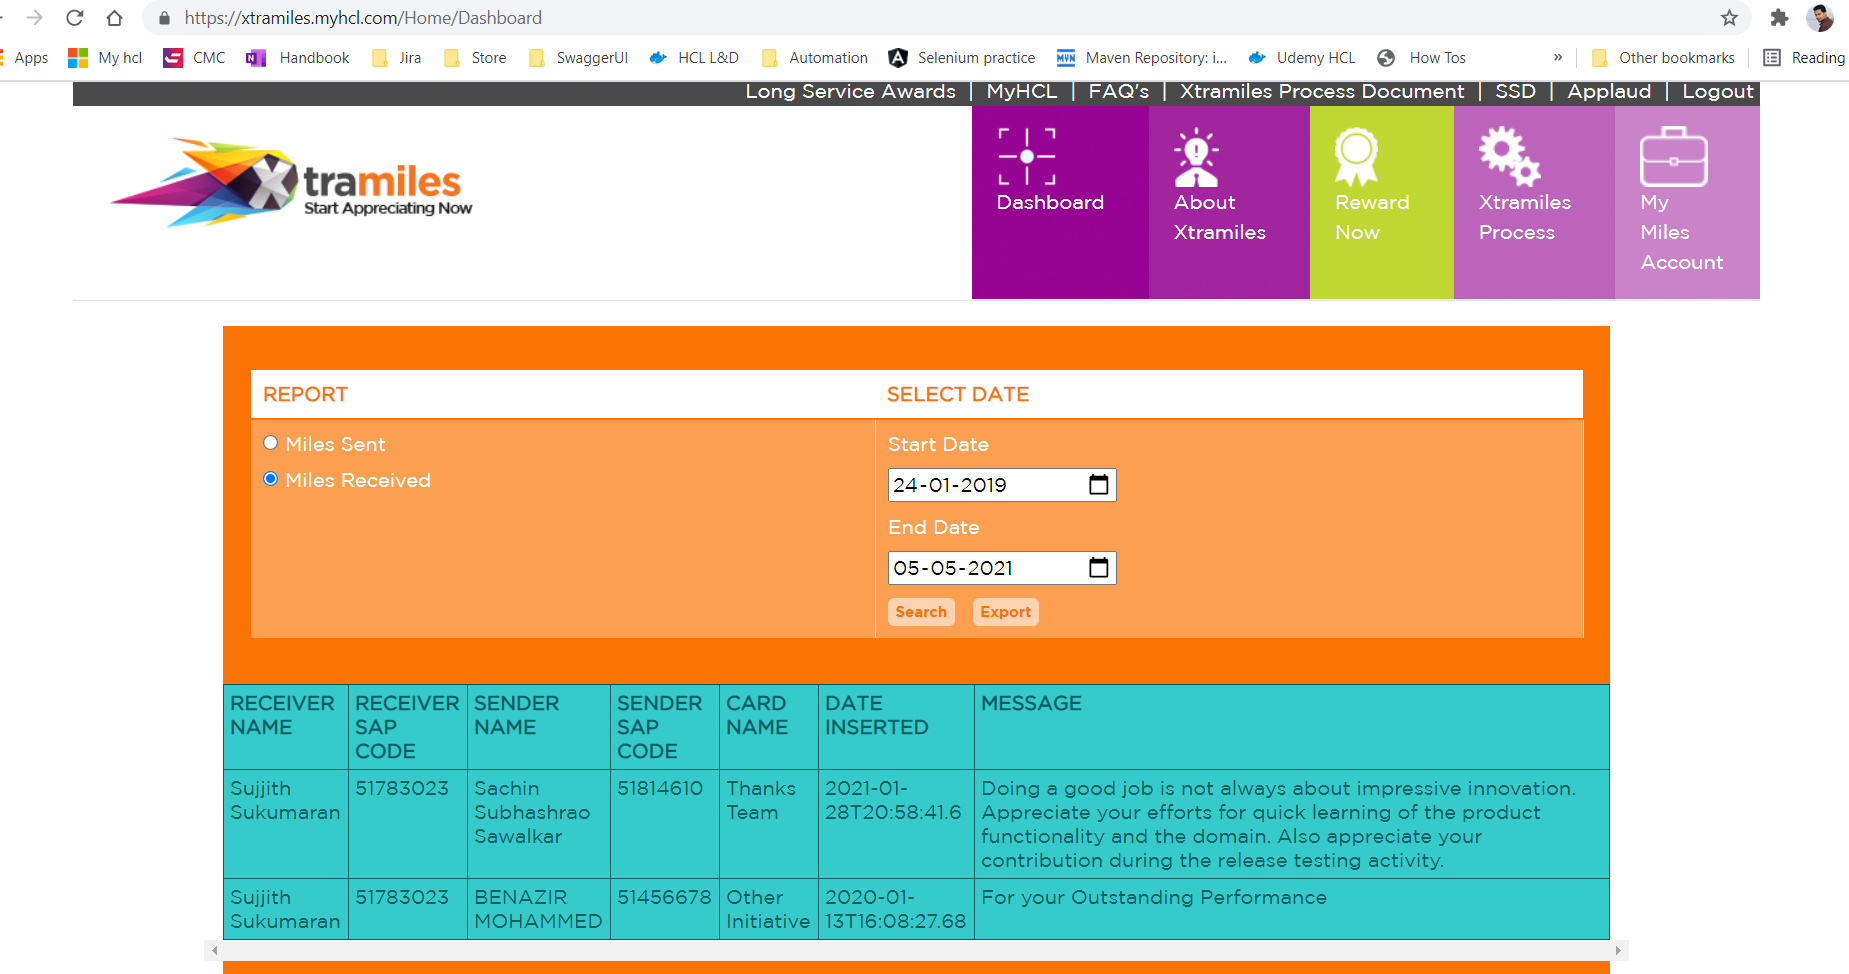 https://xtramiles.myhcl.com/Home/Dashboard
Apps My hcl CMC Handbook Jira Store SwaggerUI HCL L&D Automation Selenium practice Maven Repository: i... Udemy HCL How Tos » Other bookmarks Reading
Long Service Awards | MyHCL | FAQ's | Xtramiles Process Document | SSD | Applaud | Logout
Xtramiles
Start Appreciating Now
Dashboard
About
Xtramiles
Reward
Now
Xtramiles
Process
My
Miles
Account
REPORT
SELECT DATE
Miles Sent
Miles Received
Start Date
24-01-2019
End Date
05-05-2021
Search Export
RECEIVER
NAME
RECEIVER
SAP
CODE
SENDER
NAME
SENDER
SAP
CODE
CARD
NAME
DATE
INSERTED
MESSAGE
Sujjith
Sukumaran
51783023
Sachin
Subhashrao
Sawalkar
51814610
Thanks
Team
2021-01-
28T20:58:41.6
Doing a good job is not always about impressive innovation.
Appreciate your efforts for quick learning of the product
functionality and the domain. Also appreciate your
contribution during the release testing activity.
Sujjith
Sukumaran
51783023
BENAZIR
MOHAMMED
51456678
Other
Initiative
2020-01-
13T16:08:27.68
For your Outstanding Performance